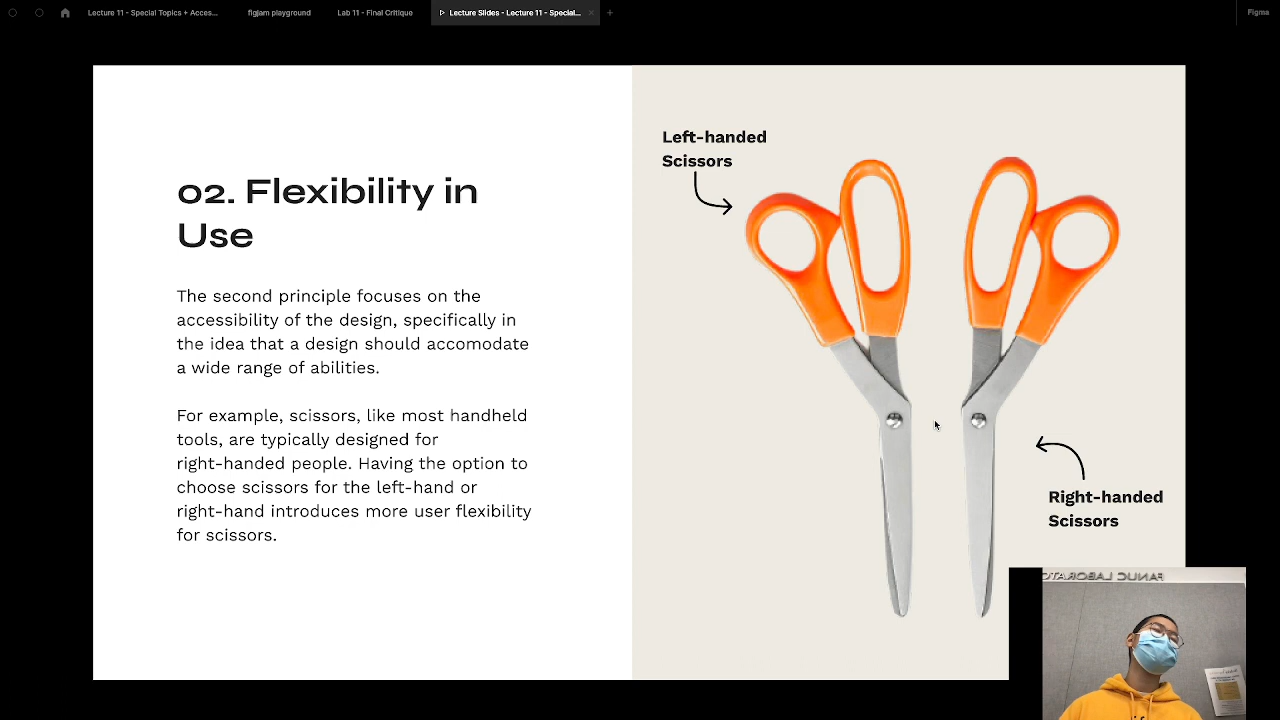 Lecture 11 - Special Topics + Acces...
figjam playground
Lab 11 - Final Critique
Lecture Slides - Lecture 11 - Special...
Figma
02. Flexibility in
Use
The second principle focuses on the
accessibility of the design, specifically in
the idea that a design should accomodate
a wide range of abilities.
For example, scissors, like most handheld
tools, are typically designed for
right-handed people. Having the option to
choose scissors for the left-hand or
right-hand introduces more user flexibility
for scissors.
Left-handed
Scissors
Right-handed
Scissors
FANUC LABORATO